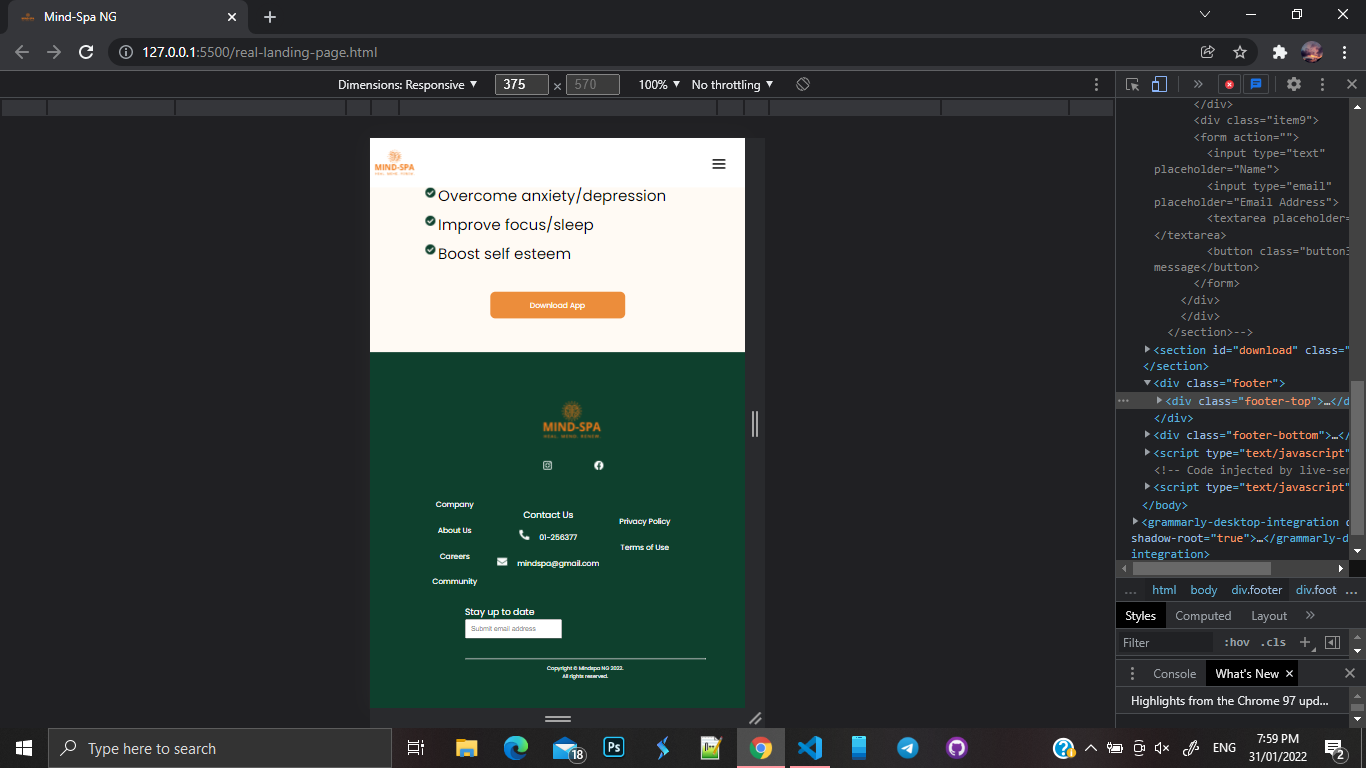 Mind-Spa NG
127.0.0.1:5500/real-landing-page.html
Dimensions: Responsive
375 × 570
100%
No throttling
MIND-SPA
HEAL. MEND. RENEW.
Overcome anxiety/depression
Improve focus/sleep
Boost self esteem
Download App
MIND-SPA
HEAL. MEND. RENEW.
Company
About Us
Careers
Community
Contact Us
01-256377
mindspa@gmail.com
Privacy Policy
Terms of Use
Stay up to date
Submit email address
Copyright © Mindspa NG 2022.
All rights reserved.
</div>
<div class="item9">
<form action="">
<input type="text"
placeholder="Name">
<input type="email"
placeholder="Email Address">
<textarea placeholder=
</textarea>
<button class="button3
message</button>
</form>
</div>
</div>
</section>-->
<section id="download" class="
</section>
<div class="footer">
<div class="footer-top">…</d
</div>
<div class="footer-bottom">…</
<script type="text/javascript"
<!-- Code injected by live-ser
<script type="text/javascript"
</body>
<grammarly-desktop-integration
shadow-root="true">…</grammarly-d
integration>
... html body div.footer div.foot ...
Styles Computed Layout »
Filter :hov .cls +
Console What's New ×
Highlights from the Chrome 97 upd...
Type here to search
Ps
18
ENG
7:59 PM
31/01/2022
2